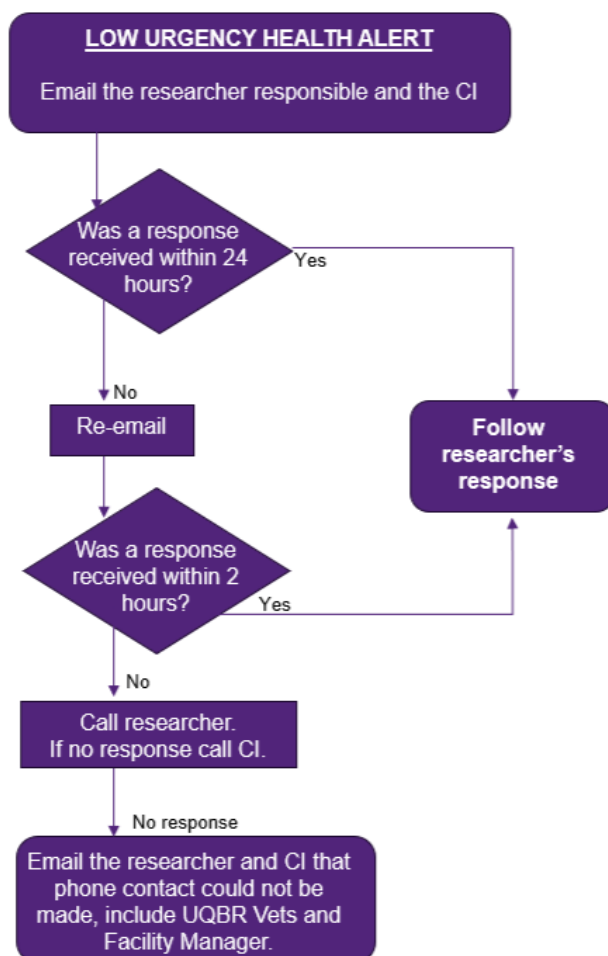 LOW URGENCY HEALTH ALERT
Email the researcher responsible and the CI
Was a response
received within 24
hours?
Yes
No
Re-email
Follow
researcher’s
response
Was a response
received within 2
hours?
Yes
No
Call researcher.
If no response call CI.
No response
Email the researcher and CI that
phone contact could not be
made, include UQBR Vets and
Facility Manager.